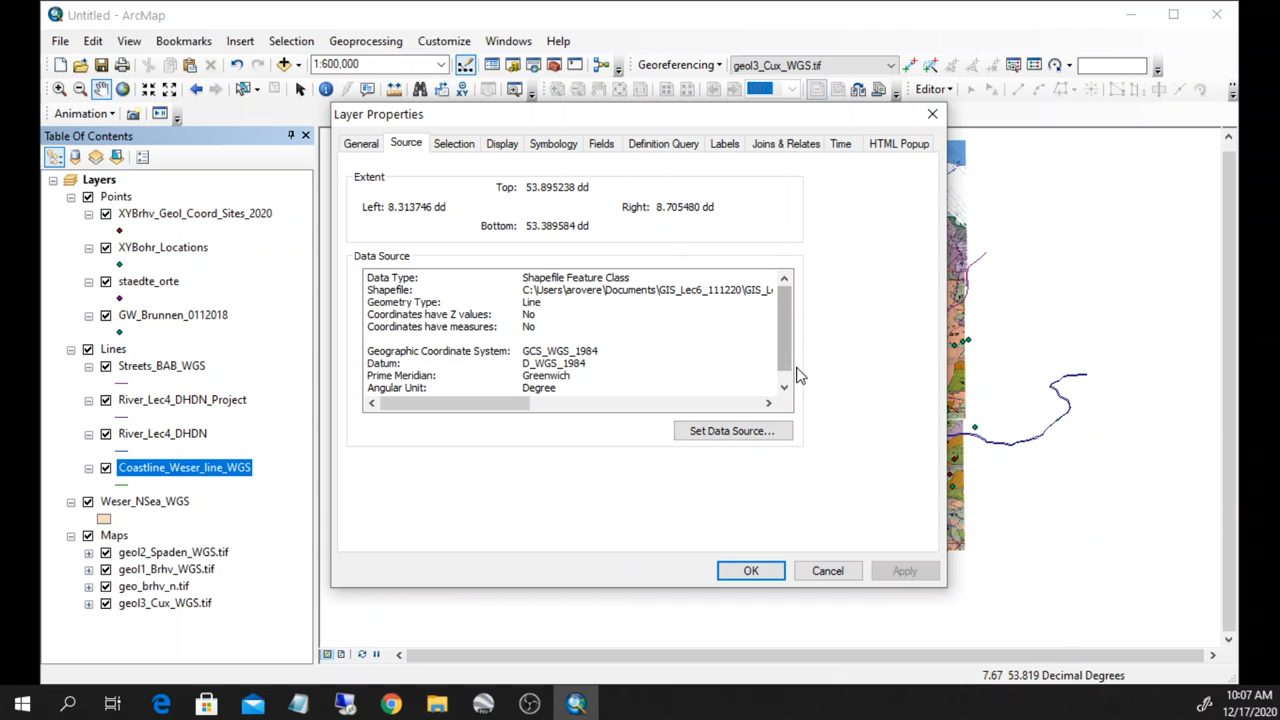 Untitled - ArcMap
File Edit View Bookmarks Insert Selection Geoprocessing Customize Windows Help
1:600,000 Georeferencing geol3_Cux_WGS.tif
Editor
Animation
Table Of Contents
Layers
Points
XYBrhv_Geol_Coord_Sites_2020
XYBohr_Locations
staedte_orte
GW_Brunnen_0112018
Lines
Streets_BAB_WGS
River_Lec4_DHDN_Project
River_Lec4_DHDN
Coastline_Weser_line_WGS
Weser_NSea_WGS
Maps
geol2_Spaden_WGS.tif
geol1_Brhv_WGS.tif
geo_brhv_n.tif
geol3_Cux_WGS.tif
Layer Properties
General Source Selection Display Symbology Fields Definition Query Labels Joins & Relates Time HTML Popup
Extent
Top: 53.895238 dd
Left: 8.313746 dd Right: 8.705480 dd
Bottom: 53.389584 dd
Data Source
Data Type: Shapefile Feature Class
Shapefile: C:\Users\arovere\Documents\GIS_Lec6_111220\GIS_L
Geometry Type: Line
Coordinates have Z values: No
Coordinates have measures: No
Geographic Coordinate System: GCS_WGS_1984
Datum: D_WGS_1984
Prime Meridian: Greenwich
Angular Unit: Degree
Set Data Source...
OK Cancel Apply
7.67 53.819 Decimal Degrees
10:07 AM
12/17/2020